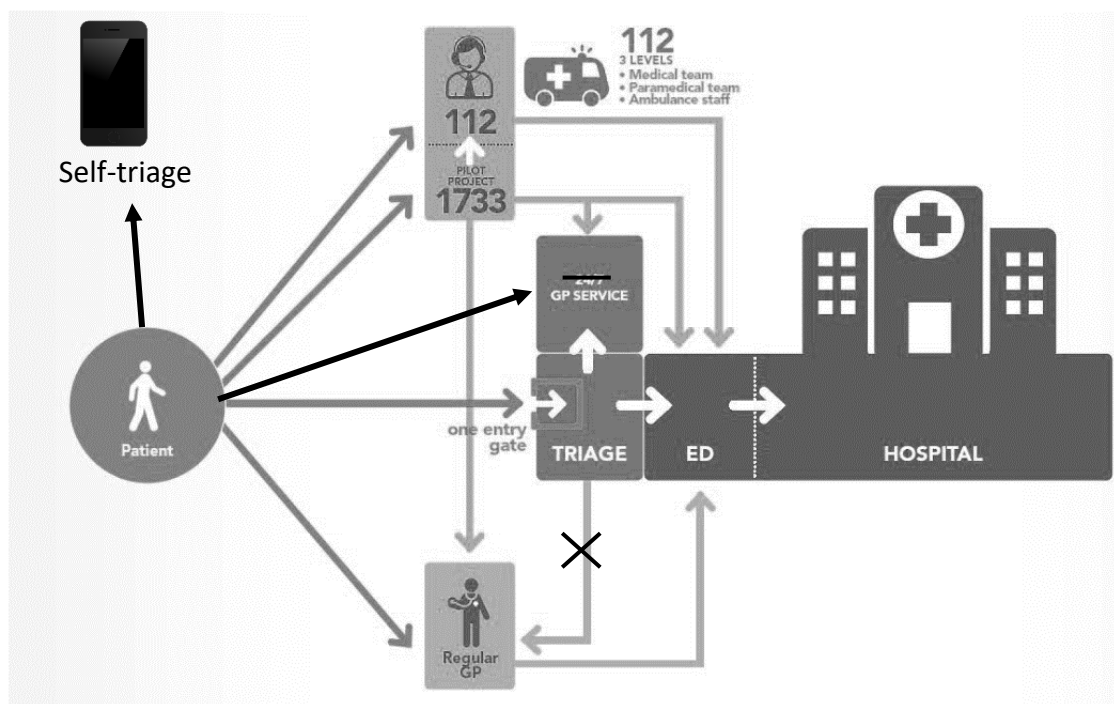 Self-triage
112
PILOT
PROJECT
1733
112
3 LEVELS
• Medical team
• Paramedical team
• Ambulance staff
24/7
GP SERVICE
Patient
one entry
gate
TRIAGE
ED
HOSPITAL
Regular
GP